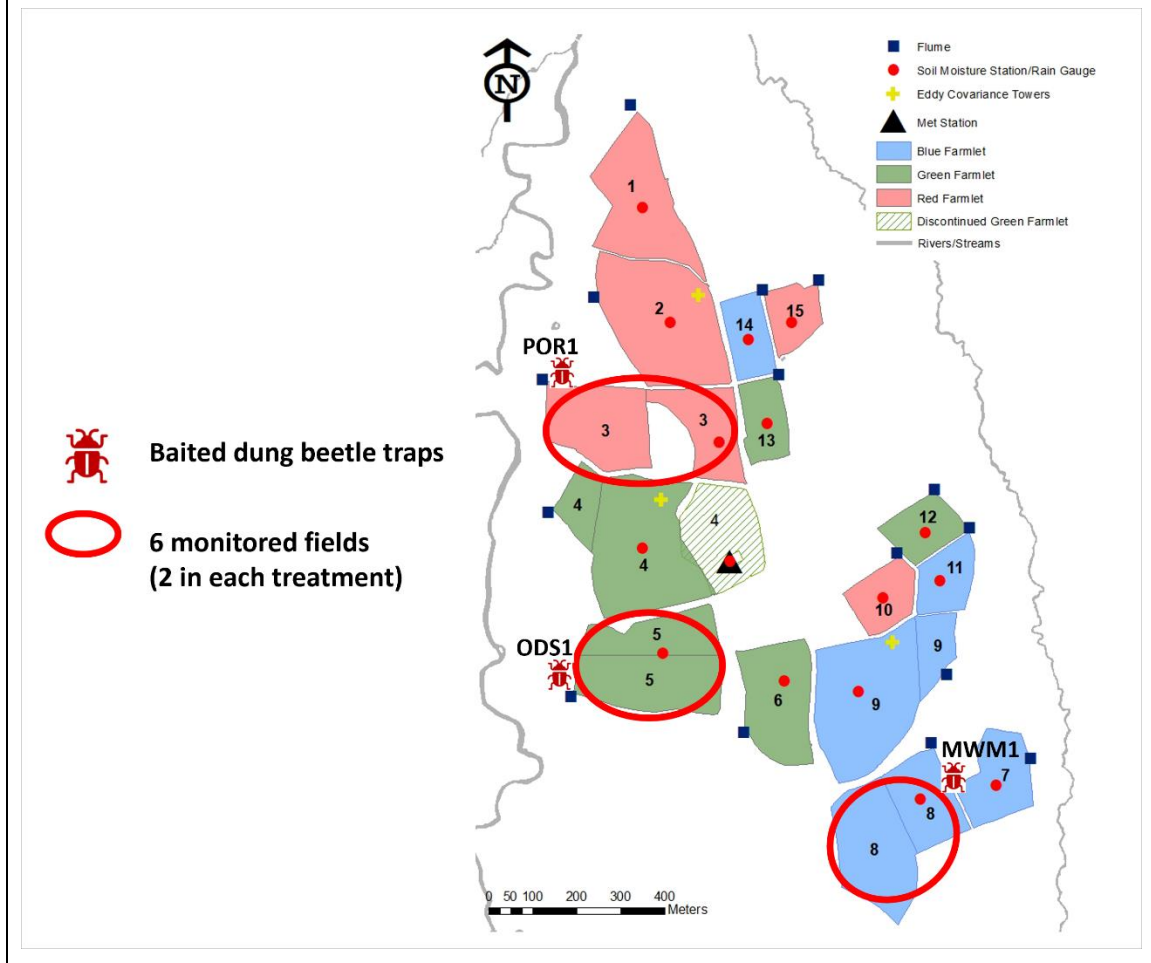 N
Flume
Soil Moisture Station/Rain Gauge
Eddy Covariance Towers
Met Station
Blue Farmlet
Green Farmlet
Red Farmlet
Discontinued Green Farmlet
Rivers/Streams
1
2
14
15
POR1
3
3
13
4
4
4
12
11
10
ODS1
5
5
9
6
9
MWM1
7
8
8
Baited dung beetle traps
6 monitored fields
(2 in each treatment)
0 50 100 200 300 400
Meters